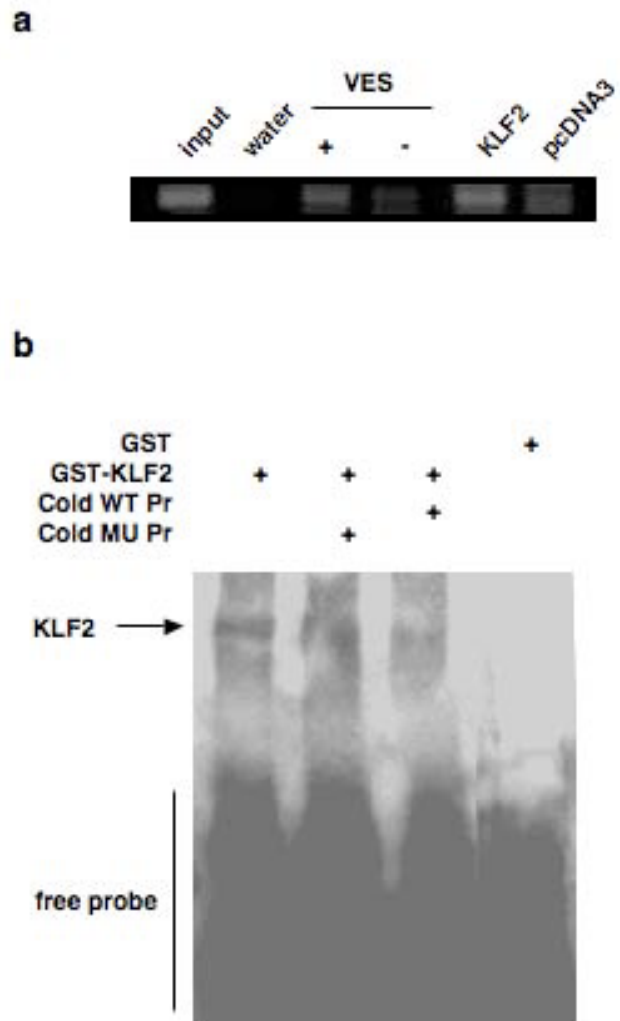 a
VES
input water + - KLF2 pcDNA3
b
GST +
GST-KLF2 + + +
Cold WT Pr +
Cold MU Pr +
KLF2
free probe